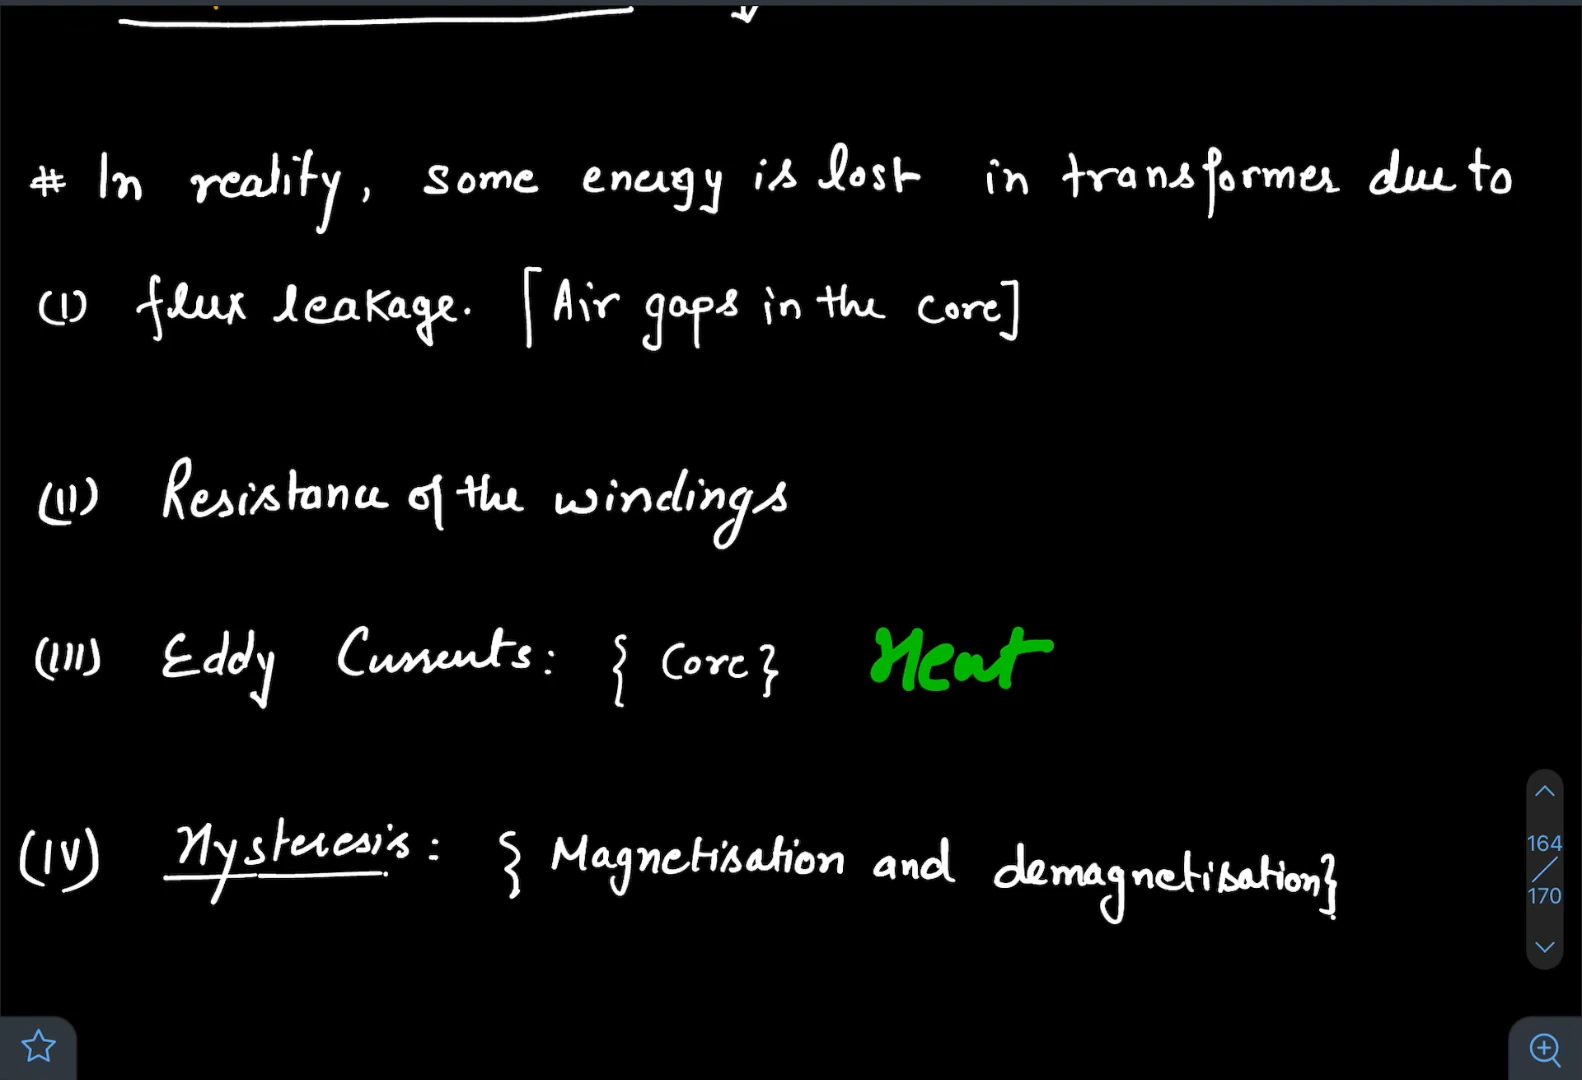 # In reality, some energy is lost in transformer due to
(I) flux leakage. [Air gaps in the core]
(II) Resistance of the windings
(III) Eddy Currents: { Core} Heat
(IV) Hysteresis: { Magnetisation and demagnetisation}
164
/
170